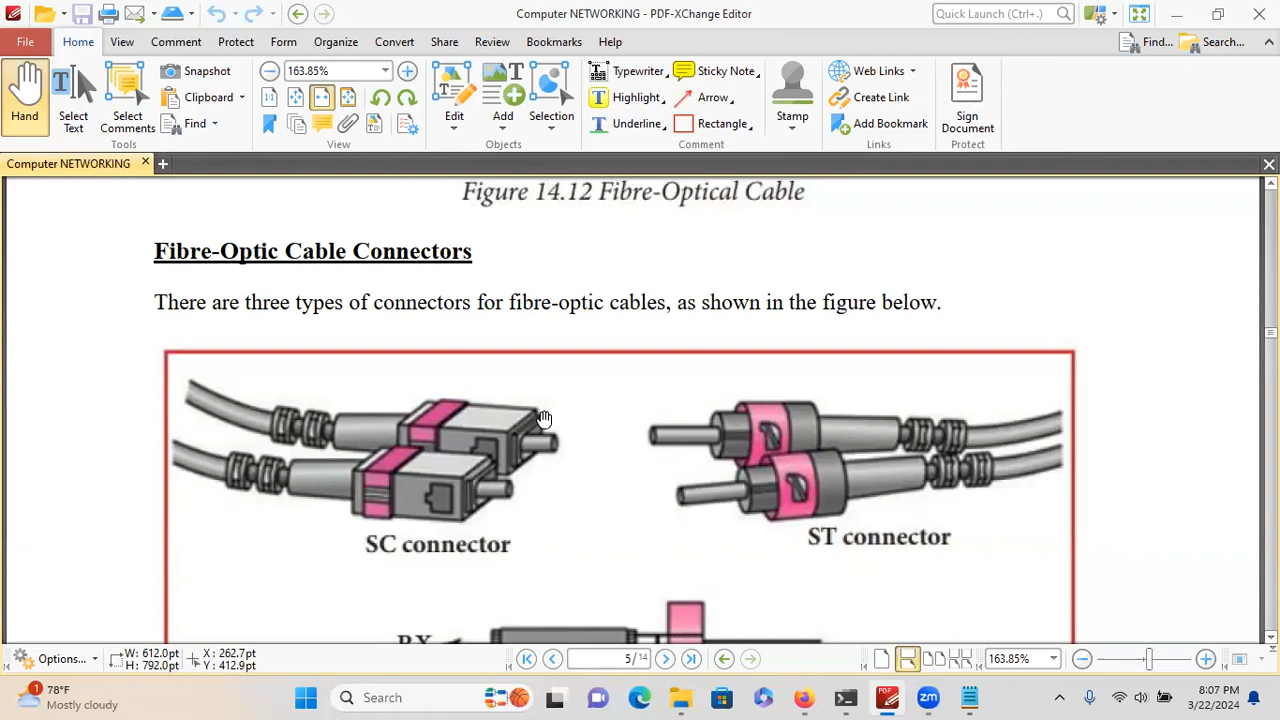 Computer NETWORKING - PDF-XChange Editor
Quick Launch (Ctrl+.)
File
Home
View
Comment
Protect
Form
Organize
Convert
Share
Review
Bookmarks
Help
Find...
Search...
Hand
Select
Text
Select
Comments
Snapshot
Clipboard
Find
Tools
163.85%
View
Edit
Add
Selection
Objects
Typewriter
Sticky Note
Highlight
Arrow
Underline
Rectangle
Comment
Stamp
Web Links
Create Link
Add Bookmark
Links
Sign
Document
Protect
Computer NETWORKING
Figure 14.12 Fibre-Optical Cable
Fibre-Optic Cable Connectors
There are three types of connectors for fibre-optic cables, as shown in the figure below.
SC connector
ST connector
RX
Options...
W: 612.0pt
H: 792.0pt
X : 262.7pt
Y : 412.9pt
5 / 14
163.85%
1
78°F
Mostly cloudy
Search
PDF
zm
8:07 PM
3/22/2024